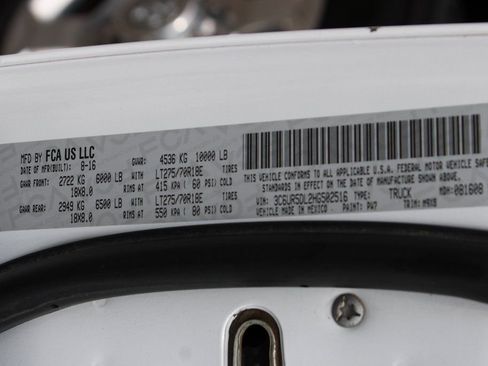 MFD BY FCA US LLC
DATE OF MFR(BUILT): 8-16 GVWR: 4536 KG 10000 LB
GAWR FRONT: 2722 KG 6000 LB WITH LT275/70R18E TIRES
18X8.0 RIMS AT 415 KPA ( 60 PSI) COLD
GAWR REAR: 2949 KG 6500 LB WITH LT275/70R18E TIRES
18X8.0 RIMS AT 550 KPA ( 80 PSI) COLD
THIS VEHICLE CONFORMS TO ALL APPLICABLE U.S.A. FEDERAL MOTOR VEHICLE SAFE
STANDARDS IN EFFECT ON THE DATE OF MANUFACTURE SHOWN ABOVE.
VIN: 3C6UR5DL2HG502516 TYPE: TRUCK MDH: 081608
VEHICLE MADE IN MEXICO PAINT: PW7 TRIM: